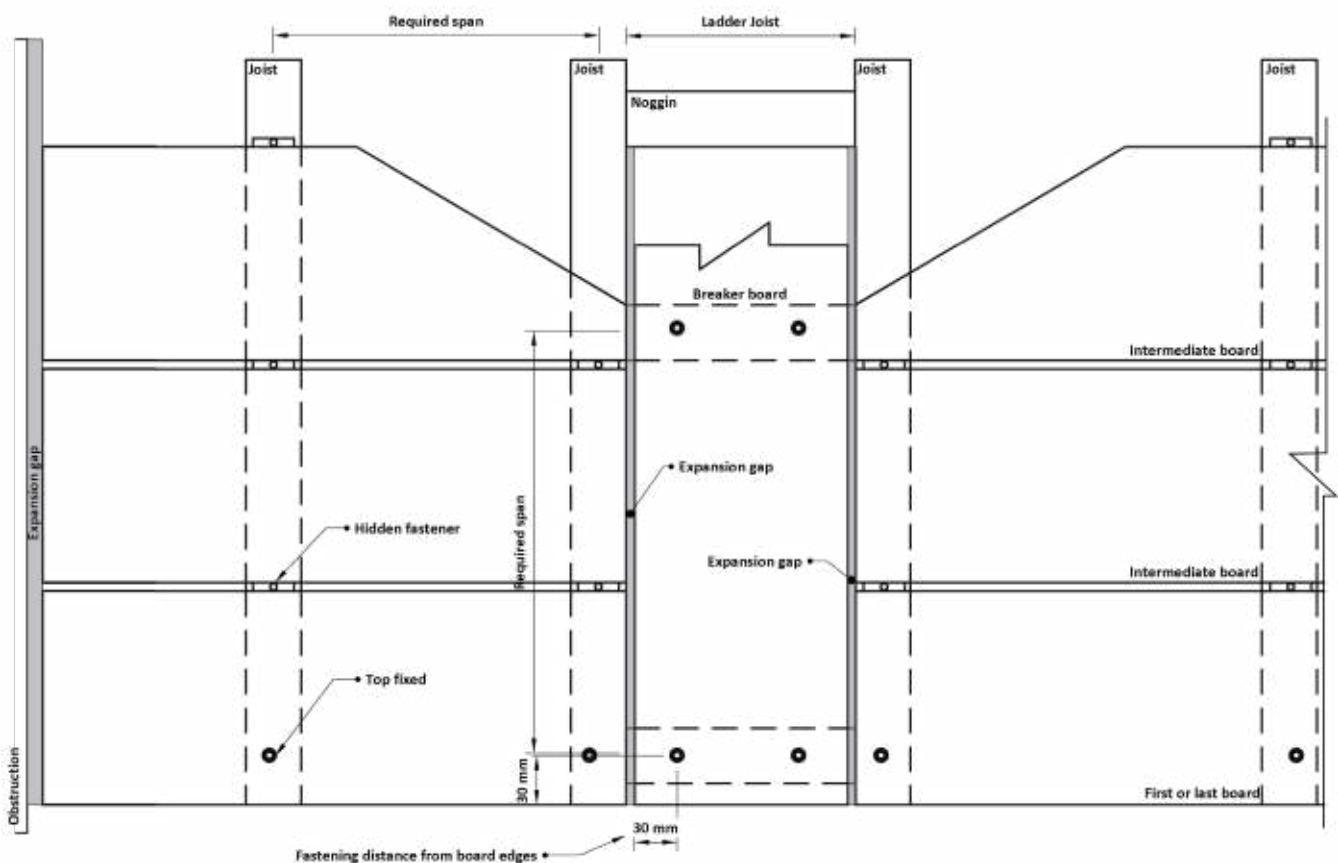 Required span
Ladder Joist
Joist
Joist
Joist
Joist
Noggin
Breaker board
Intermediate board
Expansion gap
Expansion gap
Hidden fastener
Required span
Expansion gap
Intermediate board
Top fixed
Obstruction
30 mm
First or last board
30 mm
Fastening distance from board edges